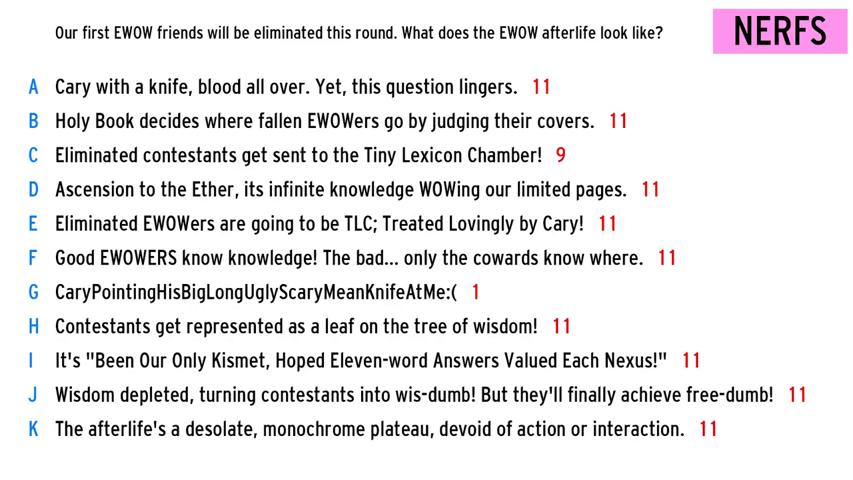 Our first EWOW friends will be eliminated this round. What does the EWOW afterlife look like?
NERFS
A Cary with a knife, blood all over. Yet, this question lingers. 11
B Holy Book decides where fallen EWOWers go by judging their covers. 11
C Eliminated contestants get sent to the Tiny Lexicon Chamber! 9
D Ascension to the Ether, its infinite knowledge WOWing our limited pages. 11
E Eliminated EWOWers are going to be TLC; Treated Lovingly by Cary! 11
F Good EWOWERS know knowledge! The bad... only the cowards know where. 11
G CaryPointingHisBigLongUglyScaryMeanKnifeAtMe:( 1
H Contestants get represented as a leaf on the tree of wisdom! 11
I It's "Been Our Only Kismet, Hoped Eleven-word Answers Valued Each Nexus!" 11
J Wisdom depleted, turning contestants into wis-dumb! But they'll finally achieve free-dumb! 11
K The afterlife's a desolate, monochrome plateau, devoid of action or interaction. 11